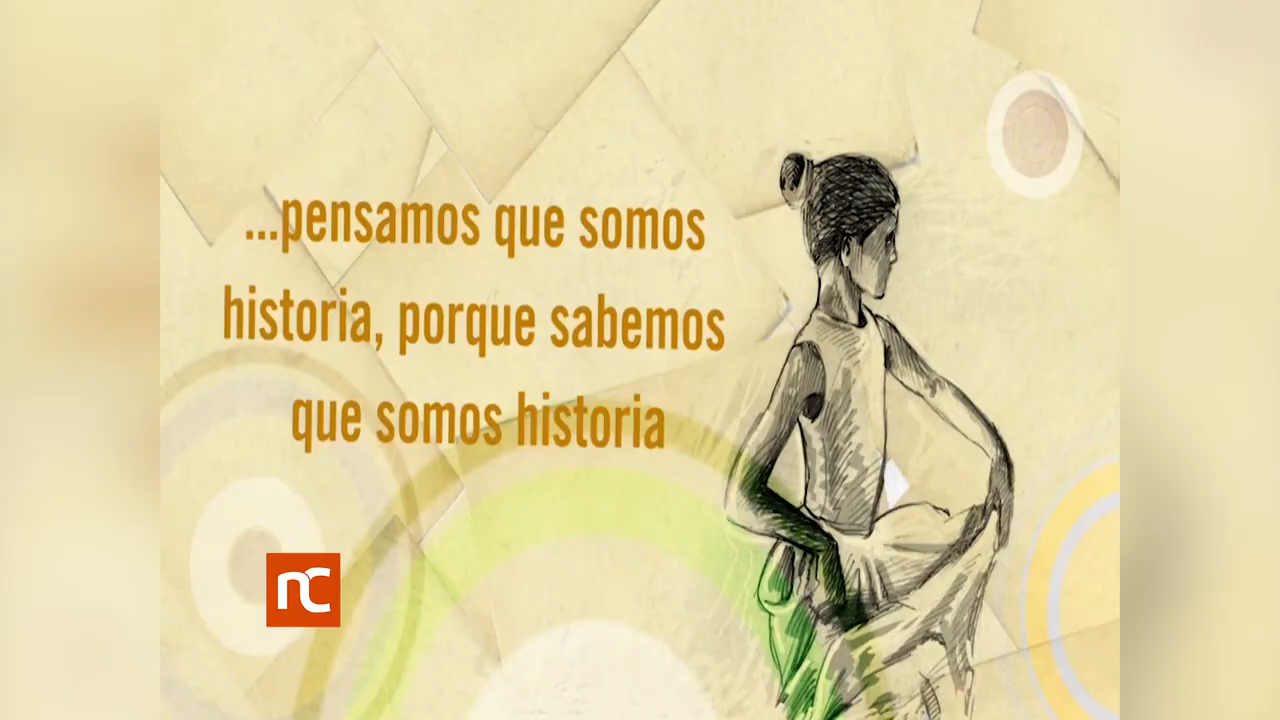 ...pensamos que somos
historia, porque sabemos
que somos historia
nc